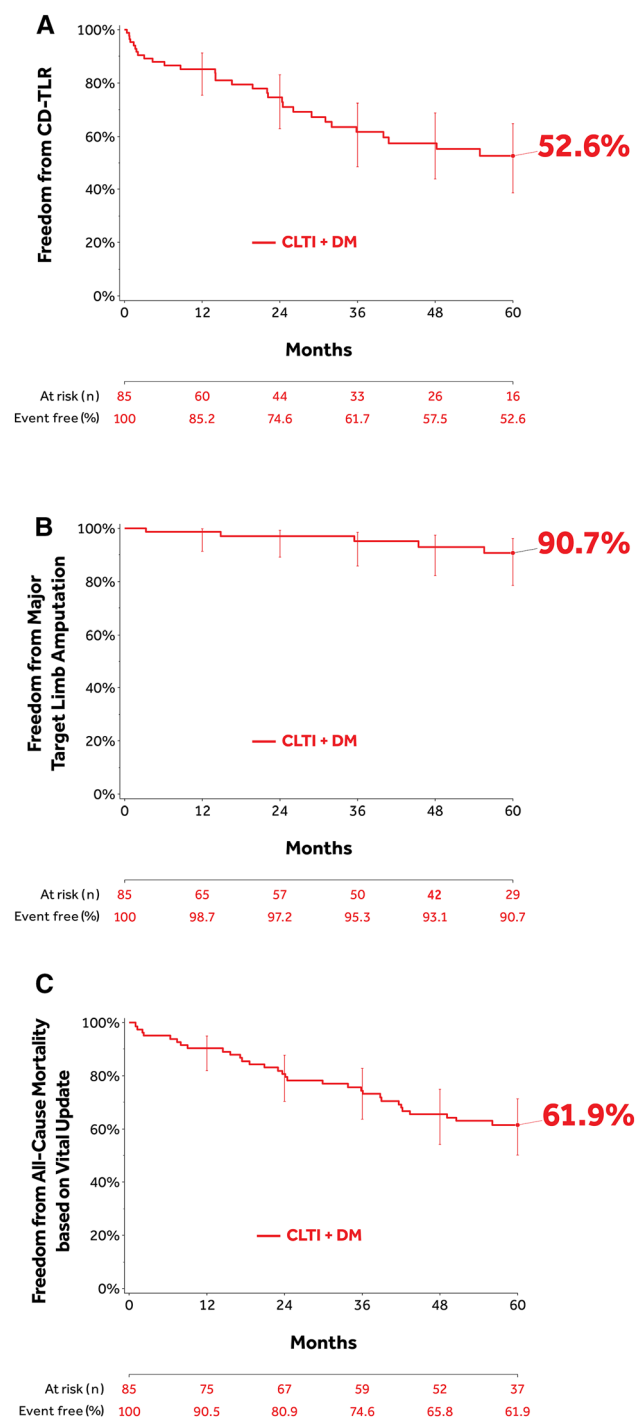 A
Freedom from CD-TLR
100%
80%
60%
40%
20%
0%
52.6%
CLTI + DM
0 12 24 36 48 60
Months
At risk (n) 85 60 44 33 26 16
Event free (%) 100 85.2 74.6 61.7 57.5 52.6
B
Freedom from Major
Target Limb Amputation
100%
80%
60%
40%
20%
0%
90.7%
CLTI + DM
0 12 24 36 48 60
Months
At risk (n) 85 65 57 50 42 29
Event free (%) 100 98.7 97.2 95.3 93.1 90.7
C
Freedom from All-Cause Mortality
based on Vital Update
100%
80%
60%
40%
20%
0%
61.9%
CLTI + DM
0 12 24 36 48 60
Months
At risk (n) 85 75 67 59 52 37
Event free (%) 100 90.5 80.9 74.6 65.8 61.9